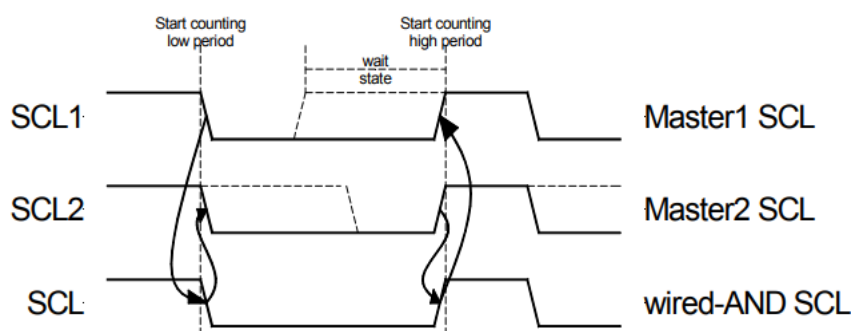 Start counting
low period
Start counting
high period
wait
state
SCL1
Master1 SCL
SCL2
Master2 SCL
SCL
wired-AND SCL